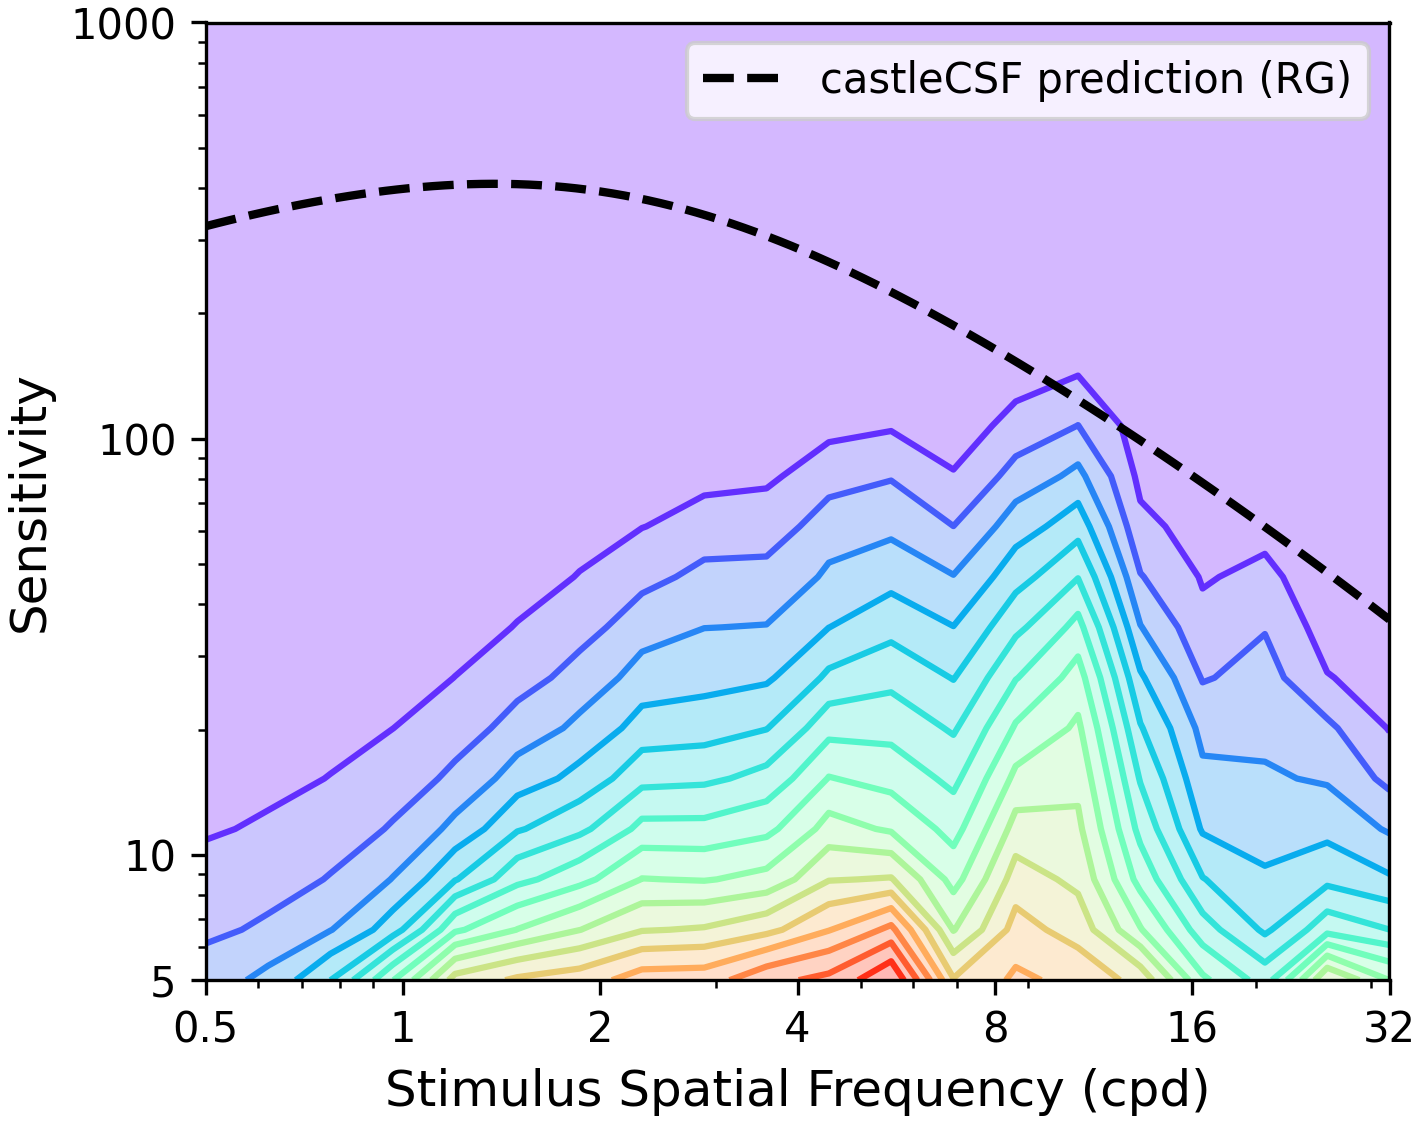 1000
castleCSF prediction (RG)
100
Sensitivity
10
5
0.5 1 2 4 8 16 32
Stimulus Spatial Frequency (cpd)